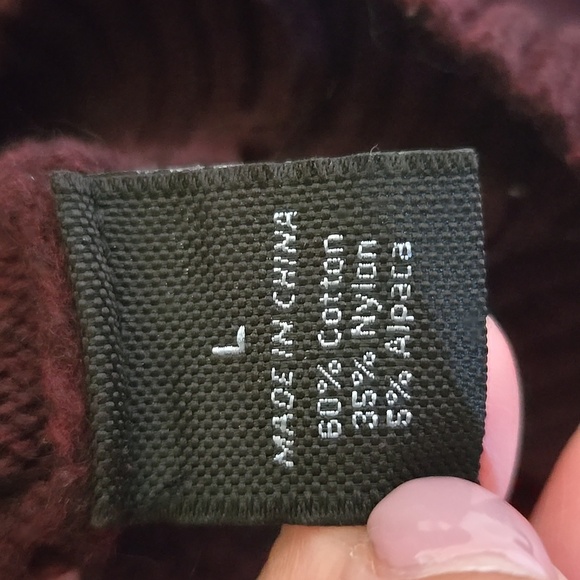 L
MADE IN CHINA
60% Cotton
35% Nylon
5% Alpaca